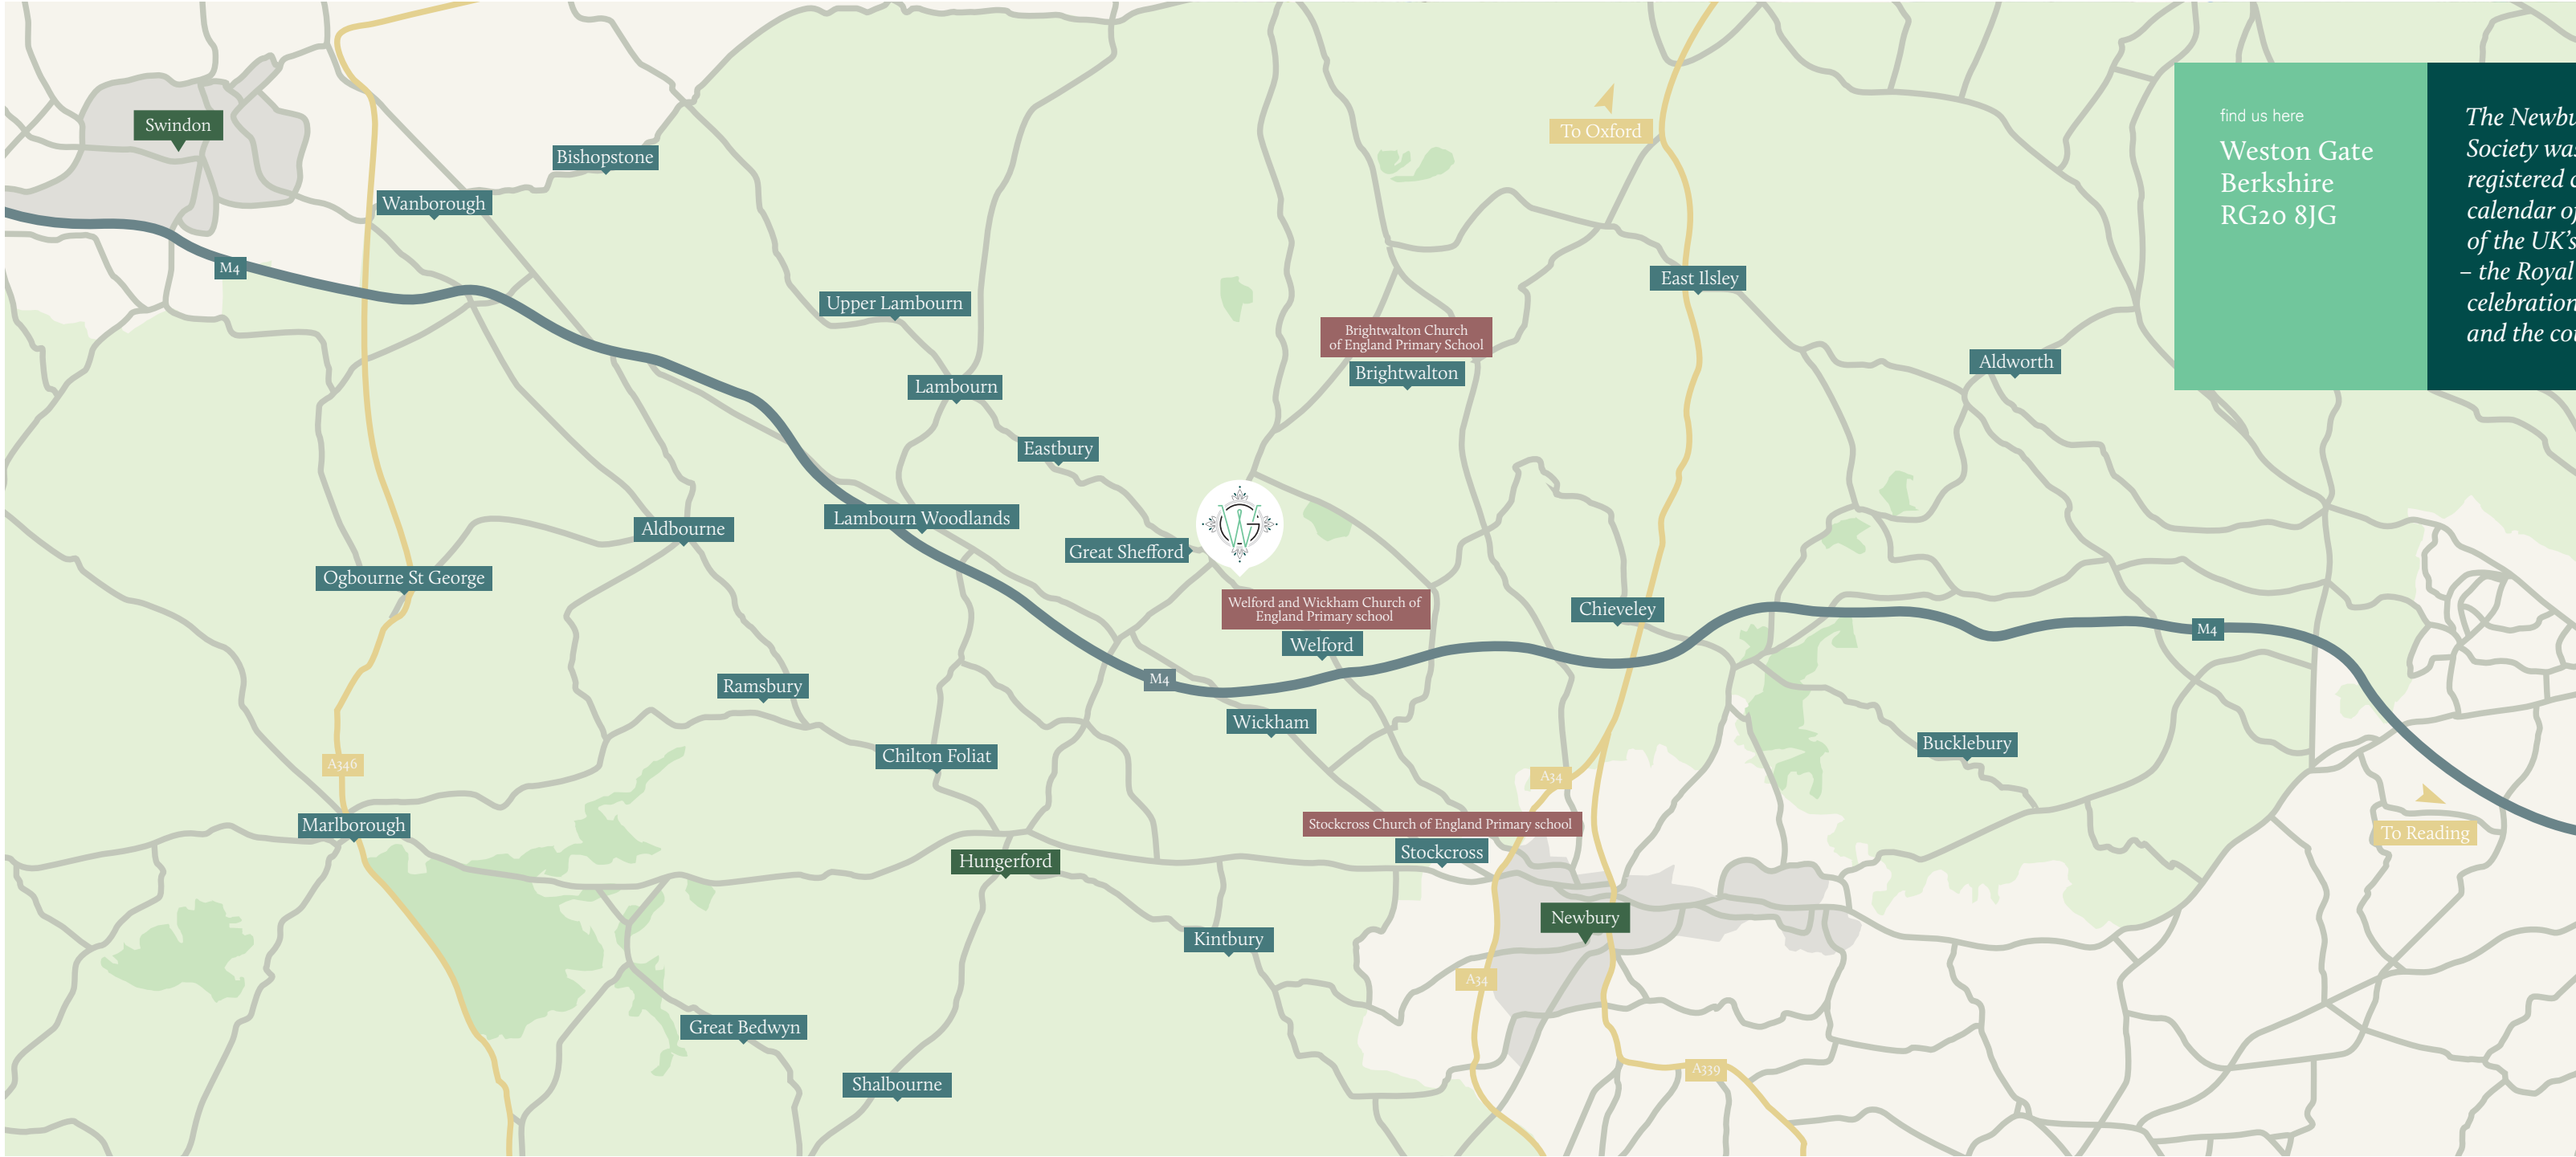 Swindon
Bishopstone
Wanborough
M4
To Oxford
find us here
Weston Gate
Berkshire
RG20 8JG
The
Society
registered
calendar
of the UK's
– the Royal
and the
East Ilsley
Upper Lambourn
Brightwalton Church
of England Primary School
Brightwalton
Aldworth
Lambourn
Eastbury
Lambourn Woodlands
Aldbourne
Great Shefford
WG
Ogbourne St George
Welford and Wickham Church of
England Primary school
Welford
Chieveley
M4
M4
Ramsbury
Wickham
Chilton Foliat
Bucklebury
A346
A34
Marlborough
Stockcross Church of England Primary school
Stockcross
To Reading
Hungerford
Newbury
Kintbury
A34
Great Bedwyn
Shalbourne
A339